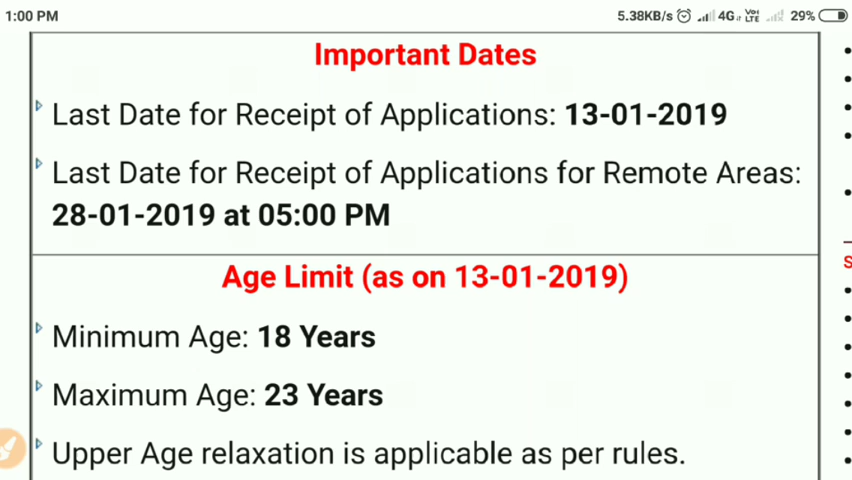 1:00 PM 5.38KB/s 4G VoLTE 29%
Important Dates
Last Date for Receipt of Applications: 13-01-2019
Last Date for Receipt of Applications for Remote Areas:
28-01-2019 at 05:00 PM
Age Limit (as on 13-01-2019)
S
Minimum Age: 18 Years
Maximum Age: 23 Years
Upper Age relaxation is applicable as per rules.